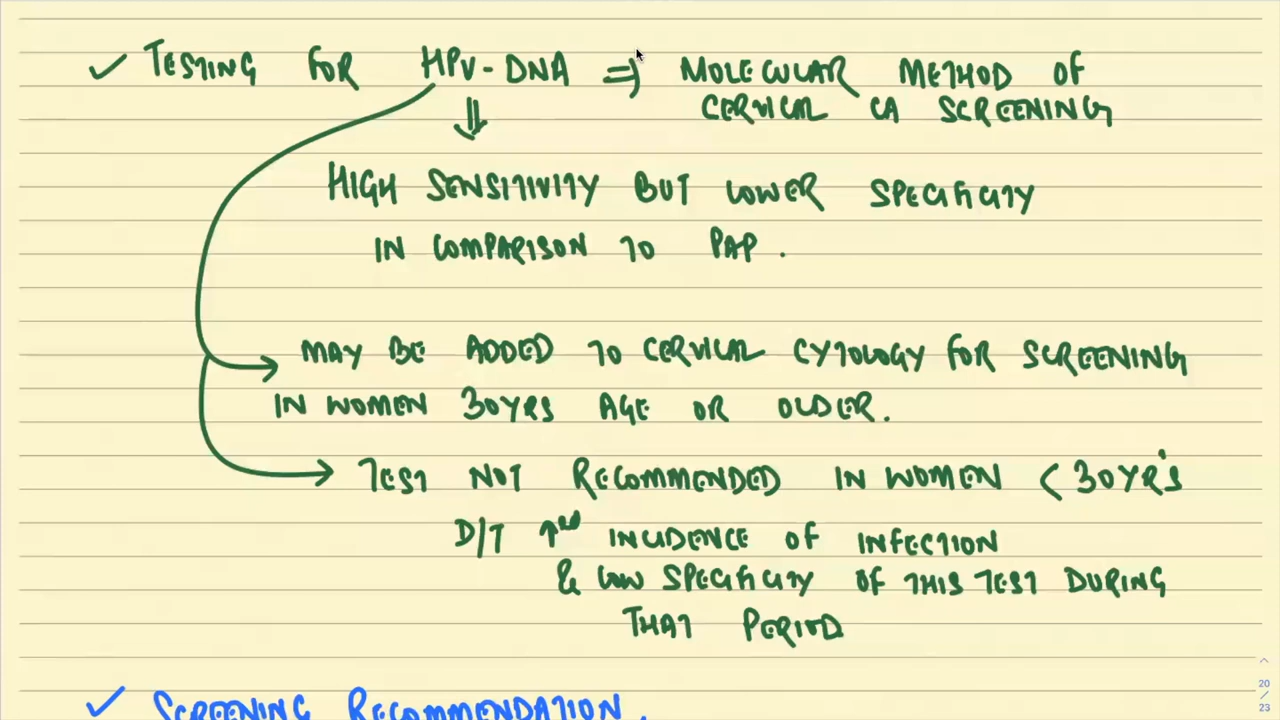 ✓ TESTING FOR HPV-DNA ⇒ MOLECULAR METHOD OF
CERVICAL CA SCREENING
⇓
HIGH SENSITIVITY BUT LOWER SPECIFICITY
IN COMPARISON TO PAP.
→ MAY BE ADDED TO CERVICAL CYTOLOGY FOR SCREENING
IN WOMEN 30YRS AGE OR OLDER.
→ TEST NOT RECOMMENDED IN WOMEN < 30YR'S
D/T ↑ed INCIDENCE OF INFECTION
& LOW SPECIFICITY OF THIS TEST DURING
THAT PERIOD
✓ SCREENING RECOMMENDATION.
20
/
23